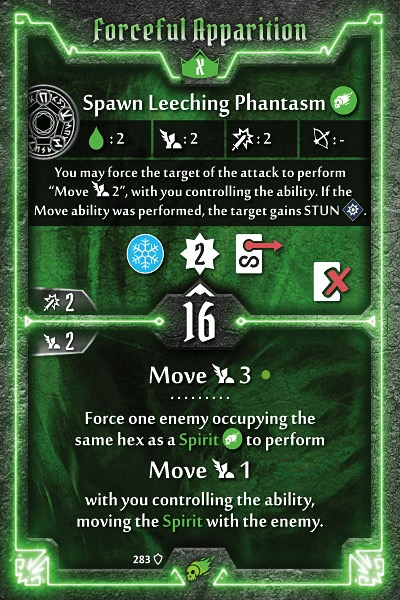 Forceful Apparition
X
Spawn Leeching Phantasm
: 2 : 2 : 2 : -
You may force the target of the attack to perform
“Move 2”, with you controlling the ability. If the
Move ability was performed, the target gains STUN .
2 S
2
16
2
Move 3
Force one enemy occupying the
same hex as a Spirit to perform
Move 1
with you controlling the ability,
moving the Spirit with the enemy.
283